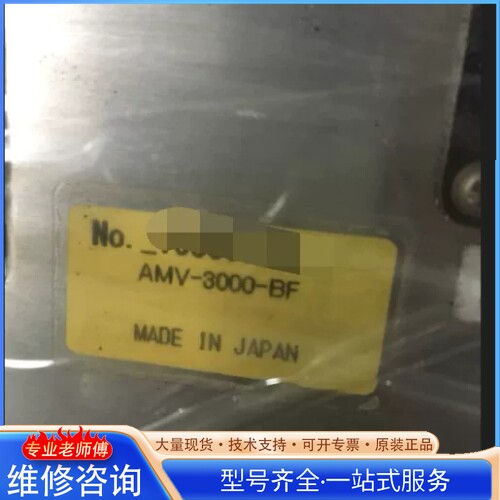 No.
AMV-3000-BF
MADE IN JAPAN
专业老师傅
维修咨询
大量现货·技术支持·可开专票·原装正品
型号齐全·一站式服务